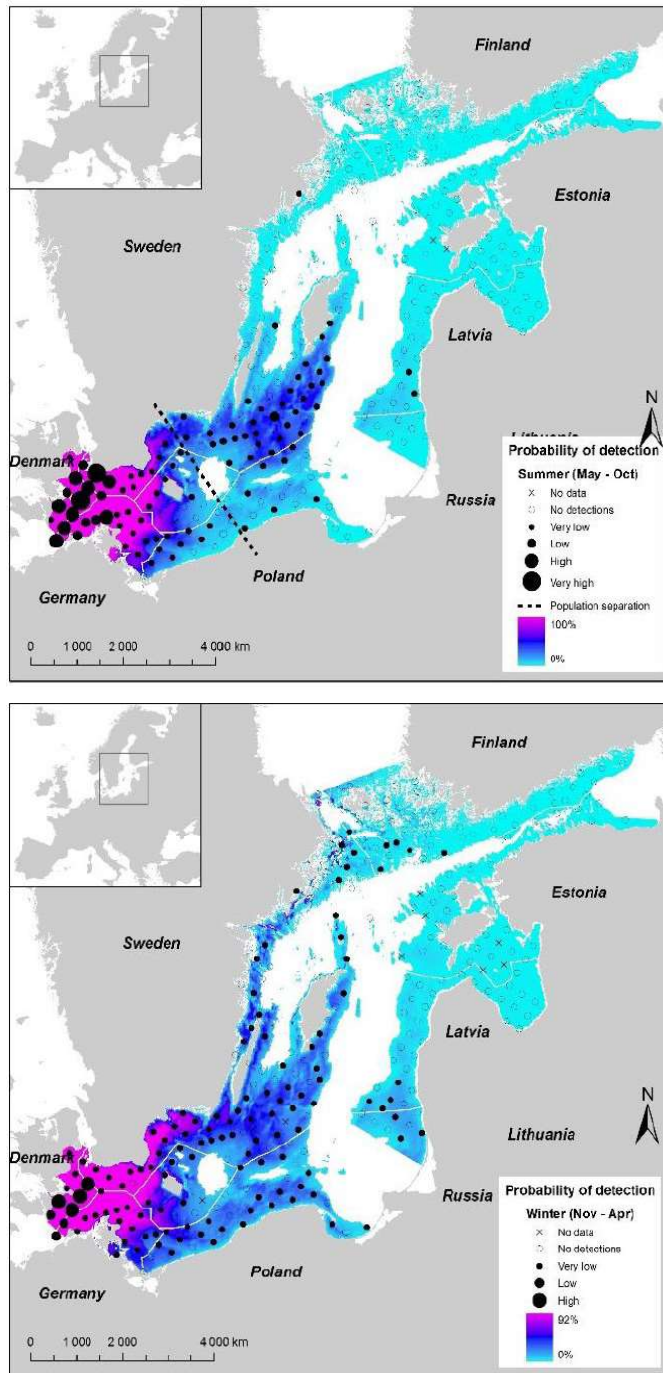 Finland
Sweden
Estonia
Latvia
Denmark
Lithuania
Russia
Poland
Germany
N
Probability of detection
Summer (May - Oct)
No data
No detections
Very low
Low
High
Very high
Population separation
100%
0%
0 1 000 2 000 4 000 km
Finland
Sweden
Estonia
Latvia
Denmark
Lithuania
Russia
Poland
Germany
N
Probability of detection
Winter (Nov - Apr)
No data
No detections
Very low
Low
High
92%
0%
0 1 000 2 000 4 000 km